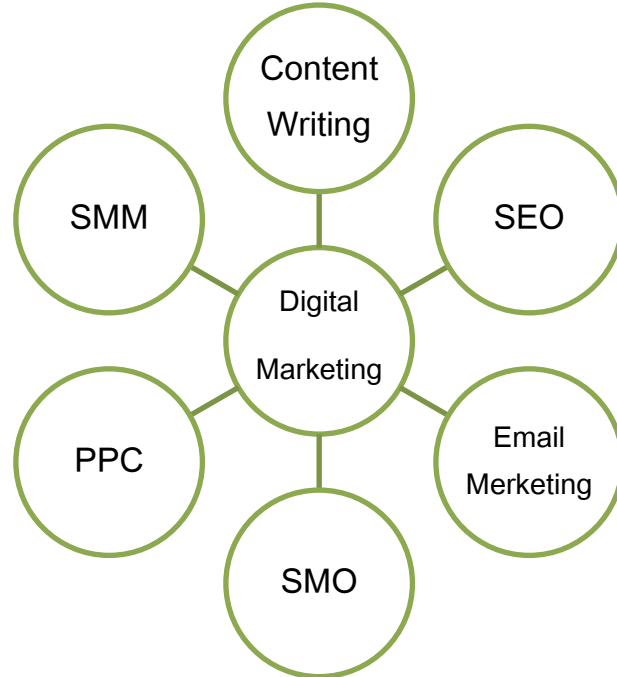 Content
Writing
SMM
SEO
Digital
Marketing
PPC
Email
Merketing
SMO